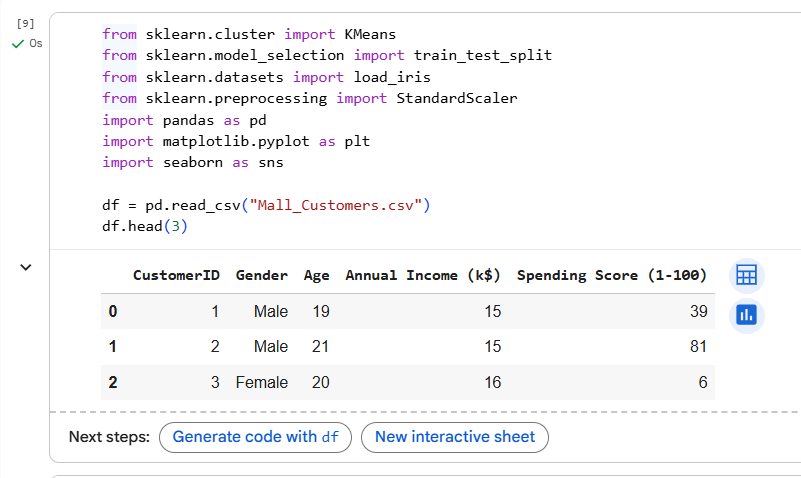 [9]
0s
from sklearn.cluster import KMeans
from sklearn.model_selection import train_test_split
from sklearn.datasets import load_iris
from sklearn.preprocessing import StandardScaler
import pandas as pd
import matplotlib.pyplot as plt
import seaborn as sns
df = pd.read_csv("Mall_Customers.csv")
df.head(3)
CustomerID Gender Age Annual Income (k$) Spending Score (1-100)
0 1 Male 19 15 39
1 2 Male 21 15 81
2 3 Female 20 16 6
Next steps: Generate code with df New interactive sheet